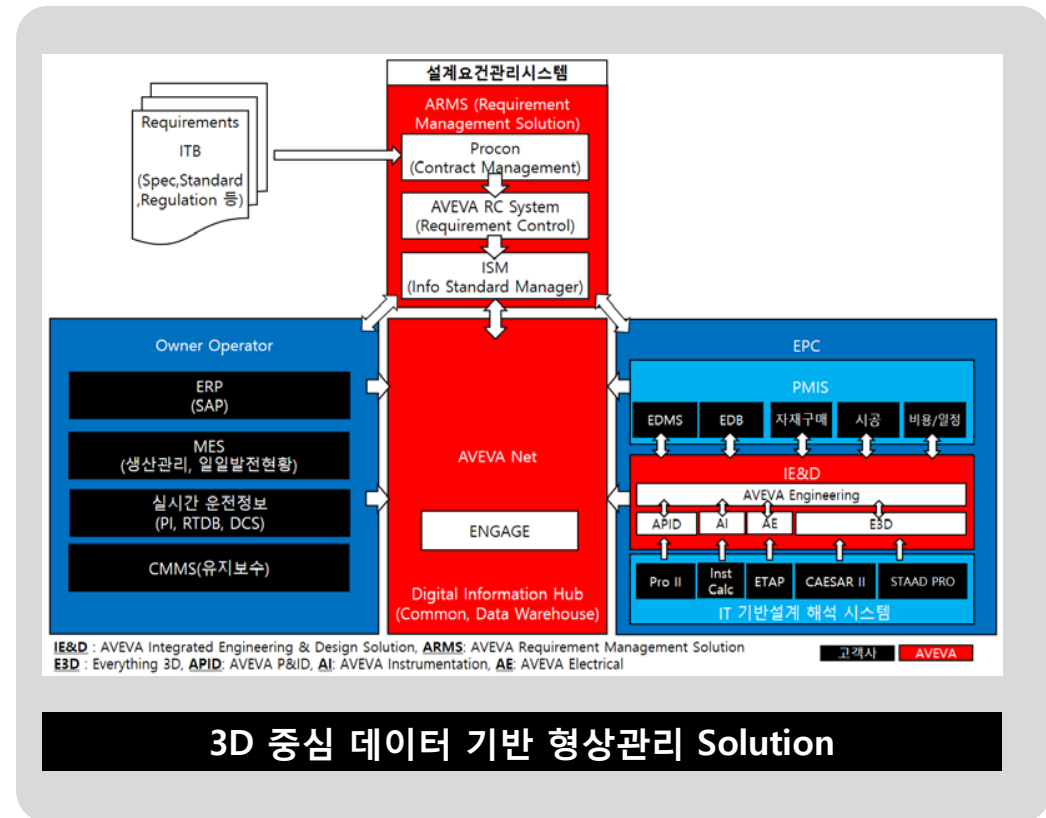 설계요건관리시스템
ARMS (Requirement
Management Solution)
Requirements
ITB
(Spec,Standard
,Regulation 등)
Procon
(Contract Management)
AVEVA RC System
(Requirement Control)
ISM
(Info Standard Manager)
Owner Operator
ERP
(SAP)
MES
(생산관리, 일일발전현황)
실시간 운전정보
(PI, RTDB, DCS)
CMMS(유지보수)
AVEVA Net
ENGAGE
Digital Information Hub
(Common, Data Warehouse)
EPC
PMIS
EDMS EDB 자재구매 시공 비용/일정
IE&D
AVEVA Engineering
APID AI AE E3D
Pro II Inst Calc ETAP CAESAR II STAAD PRO
IT 기반설계 해석 시스템
IE&D : AVEVA Integrated Engineering & Design Solution, ARMS: AVEVA Requirement Management Solution
E3D : Everything 3D, APID: AVEVA P&ID, AI: AVEVA Instrumentation, AE: AVEVA Electrical
고객사 AVEVA
3D 중심 데이터 기반 형상관리 Solution